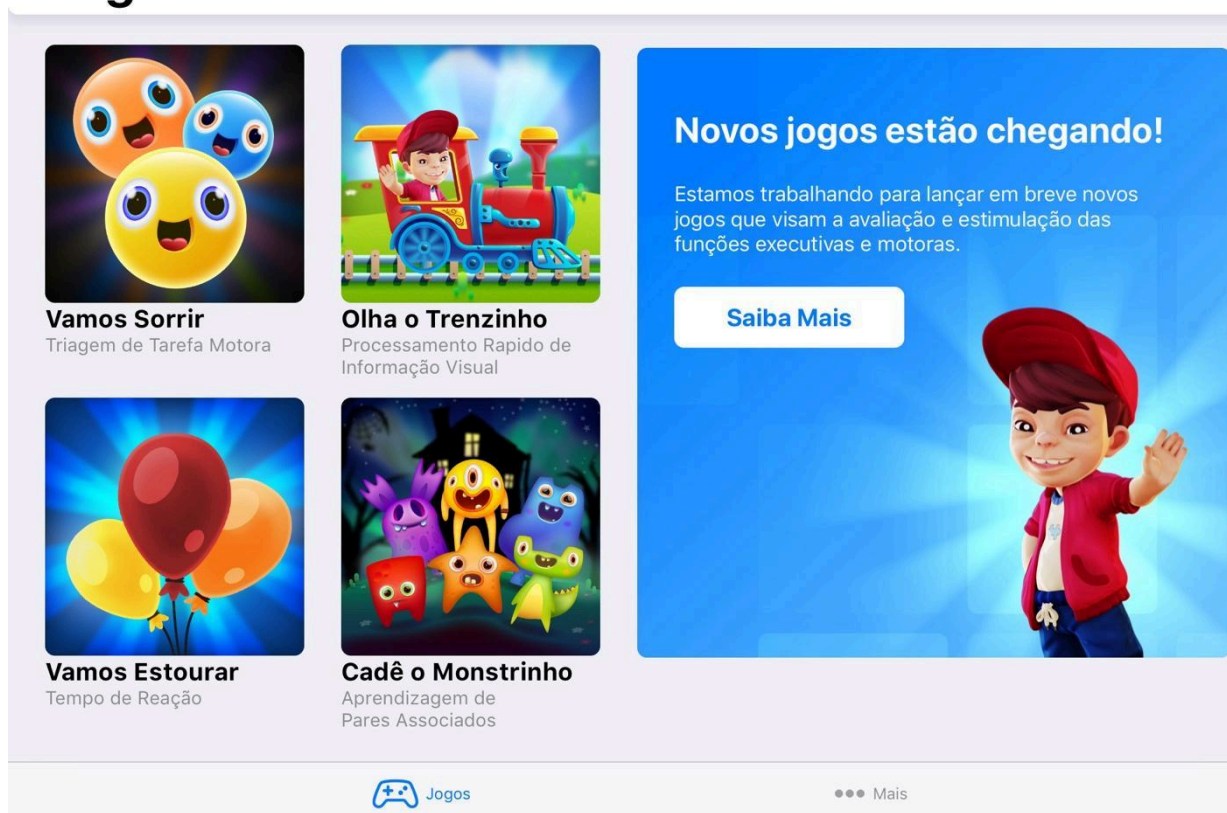 Vamos Sorrir
Triagem de Tarefa Motora
Olha o Trenzinho
Processamento Rapido de
Informação Visual
Vamos Estourar
Tempo de Reação
Cadê o Monstrinho
Aprendizagem de
Pares Associados
Novos jogos estão chegando!
Estamos trabalhando para lançar em breve novos
jogos que visam a avaliação e estimulação das
funções executivas e motoras.
Saiba Mais
Jogos
Mais